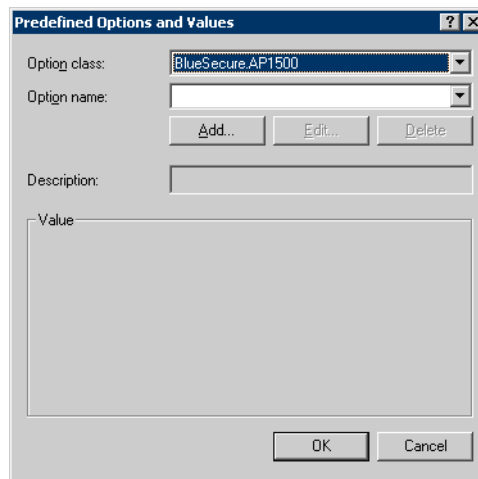 Predefined Options and Values
Option class: BlueSecure.AP1500
Option name:
Add... Edit... Delete
Description:
Value
OK Cancel